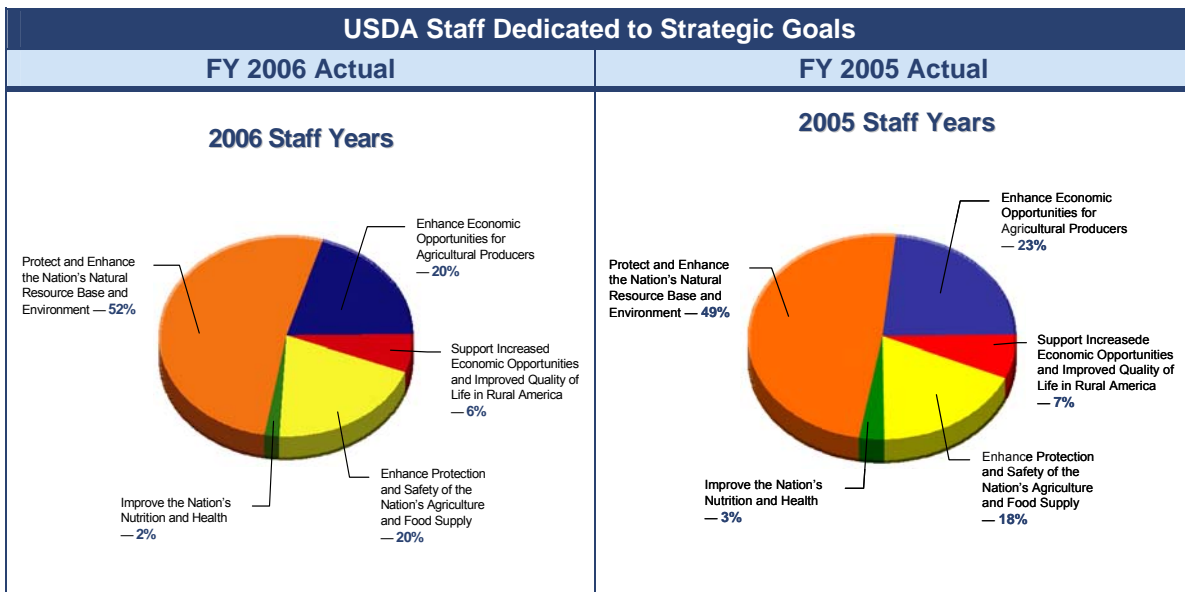 USDA Staff Dedicated to Strategic Goals
FY 2006 Actual
FY 2005 Actual
2006 Staff Years
Enhance Economic
Opportunities for
Agricultural Producers
— 20%
Protect and Enhance
the Nation's Natural
Resource Base and
Environment — 52%
Support Increased
Economic Opportunities
and Improved Quality of
Life in Rural America
— 6%
Enhance Protection
and Safety of the
Nation's Agriculture
and Food Supply
— 20%
Improve the Nation's
Nutrition and Health
— 2%
2005 Staff Years
Enhance Economic
Opportunities for
Agricultural Producers
— 23%
Protect and Enhance
the Nation's Natural
Resource Base and
Environment — 49%
Support Increasede
Economic Opportunities
and Improved Quality of
Life in Rural America
— 7%
Enhance Protection
and Safety of the
Nation's Agriculture
and Food Supply
— 18%
Improve the Nation's
Nutrition and Health
— 3%